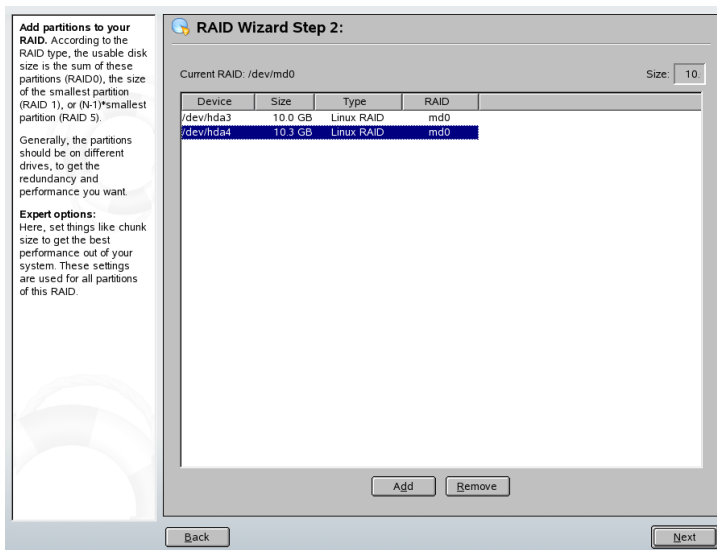 Add partitions to your
RAID. According to the
RAID type, the usable disk
size is the sum of these
partitions (RAID0), the size
of the smallest partition
(RAID 1), or (N-1)*smallest
partition (RAID 5).
Generally, the partitions
should be on different
drives, to get the
redundancy and
performance you want.
Expert options:
Here, set things like chunk
size to get the best
performance out of your
system. These settings
are used for all partitions
of this RAID.
RAID Wizard Step 2:
Current RAID: /dev/md0 Size: 10.
Device Size Type RAID
/dev/hda3 10.0 GB Linux RAID md0
/dev/hda4 10.3 GB Linux RAID md0
Add Remove
Back Next